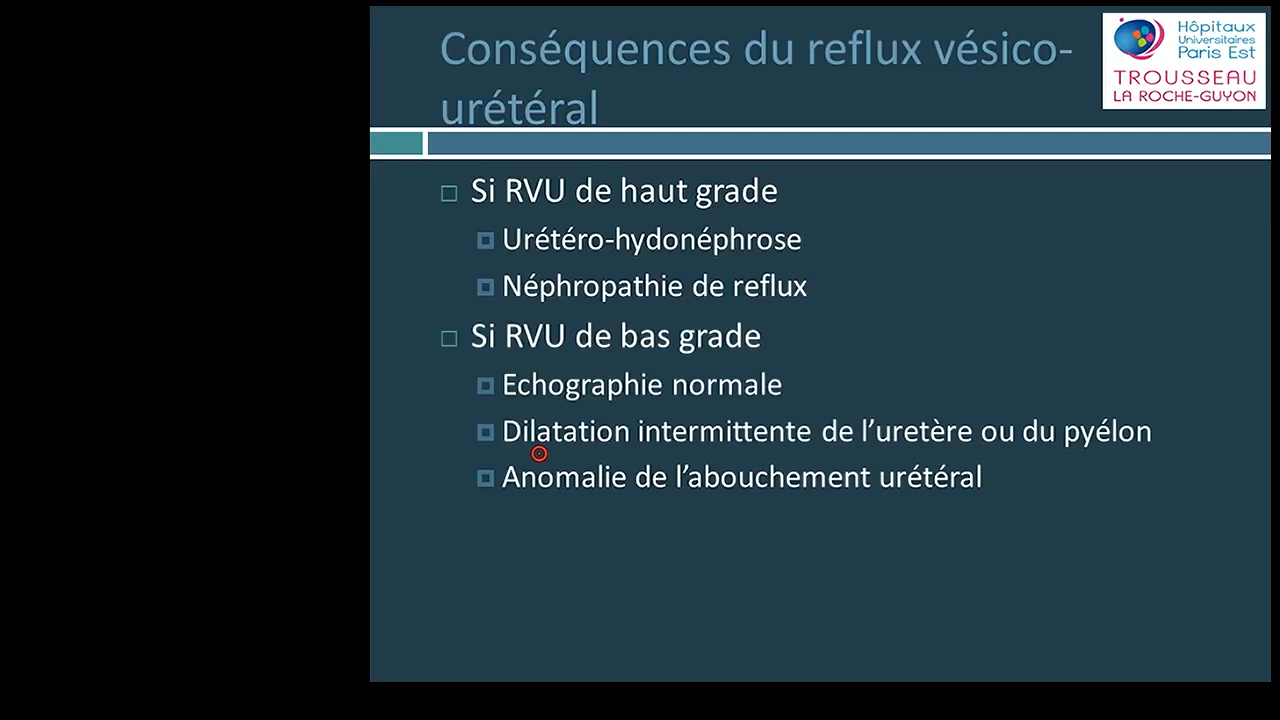 Conséquences du reflux vésico-
urétéral
Hôpitaux
Universitaires
Paris Est
TROUSSEAU
LA ROCHE-GUYON
Si RVU de haut grade
Urétéro-hydonéphrose
Néphropathie de reflux
Si RVU de bas grade
Echographie normale
Dilatation intermittente de l’uretère ou du pyélon
Anomalie de l’abouchement urétéral